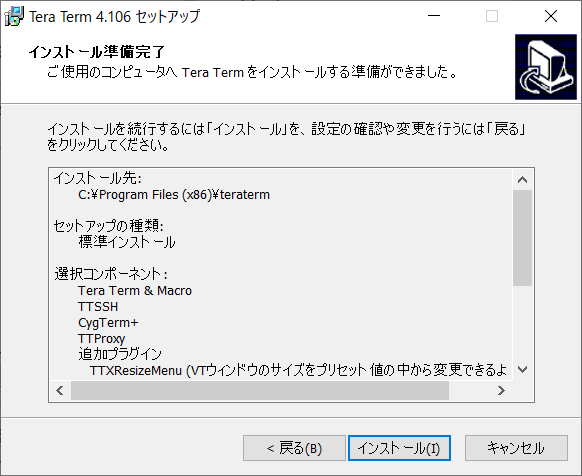 Tera Term 4.106 セットアップ
インストール準備完了
ご使用のコンピュータへ Tera Term をインストールする準備ができました。
インストールを続行するには「インストール」を、設定の確認や変更を行うには「戻る」
をクリックしてください。
インストール先:
C:¥Program Files (x86)¥teraterm
セットアップの種類:
標準インストール
選択コンポーネント:
Tera Term & Macro
TTSSH
CygTerm+
TTProxy
追加プラグイン
TTXResizeMenu (VTウィンドウのサイズをプリセット値の中から変更できるよ
< 戻る(B)
インストール(I)
キャンセル